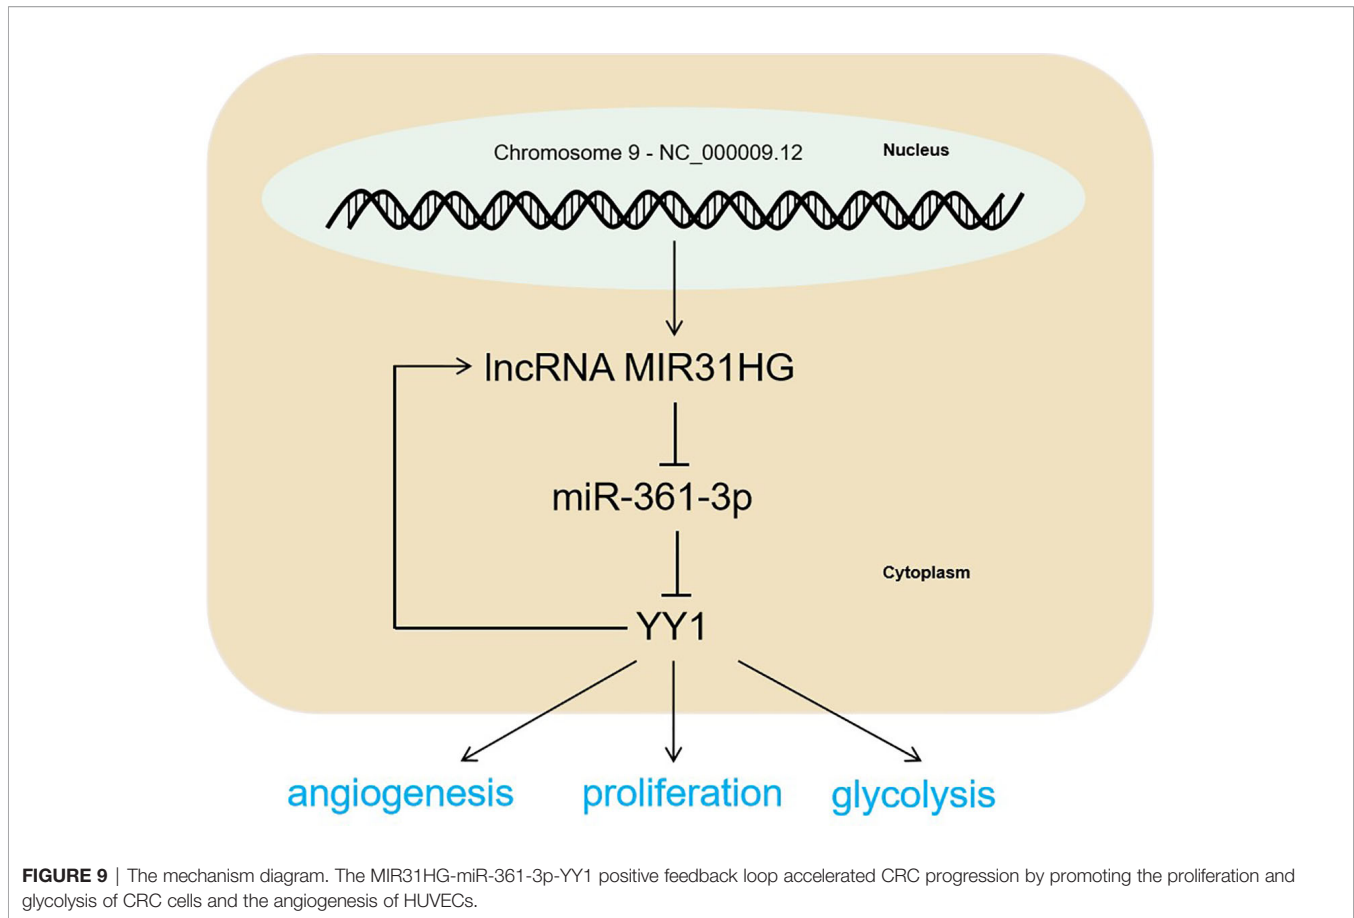 Chromosome 9 - NC_000009.12
Nucleus
lncRNA MIR31HG
miR-361-3p
Cytoplasm
YY1
angiogenesis
proliferation
glycolysis
FIGURE 9 | The mechanism diagram. The MIR31HG-miR-361-3p-YY1 positive feedback loop accelerated CRC progression by promoting the proliferation and
glycolysis of CRC cells and the angiogenesis of HUVECs.